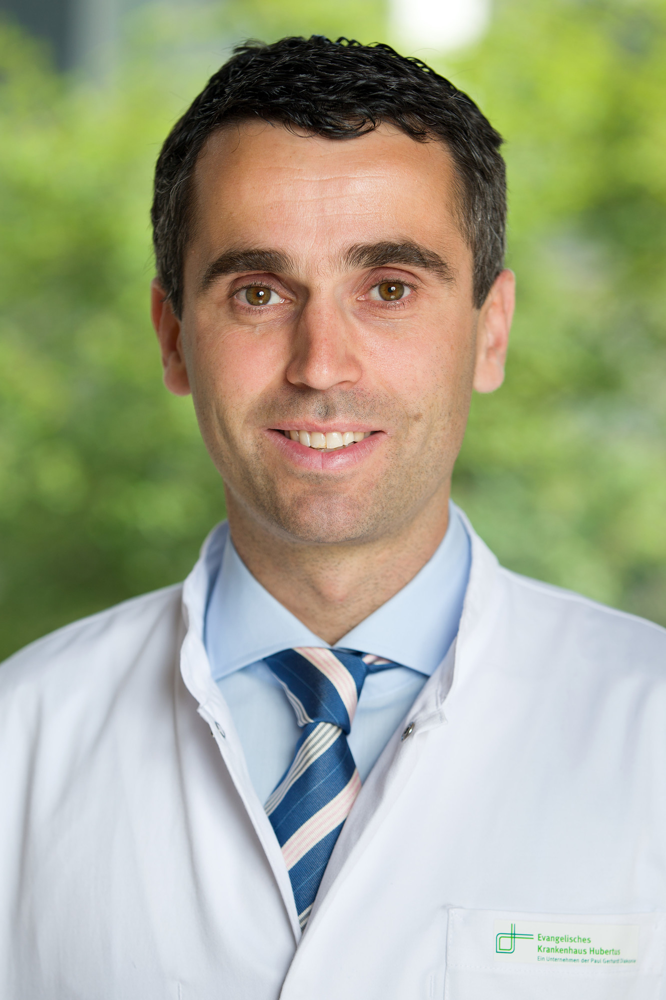 Evangelisches
Krankenhaus Hubertus
Ein Unternehmen der Paul Gerhardt Diakonie